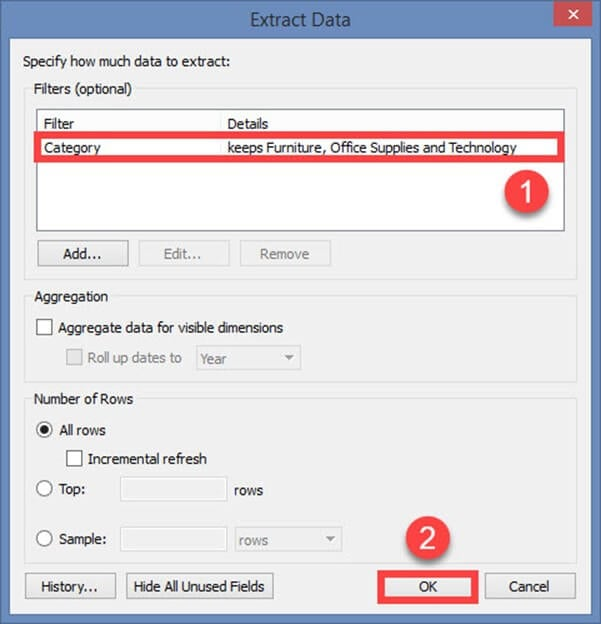 Extract Data
Specify how much data to extract:
Filters (optional)
Filter Details
Category keeps Furniture, Office Supplies and Technology
1
Add... Edit... Remove
Aggregation
Aggregate data for visible dimensions
Roll up dates to Year
Number of Rows
All rows
Incremental refresh
Top: rows
Sample: rows
2
History... Hide All Unused Fields OK Cancel